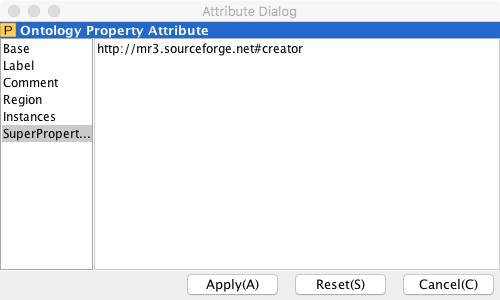 Attribute Dialog
P Ontology Property Attribute
Base
Label
Comment
Region
Instances
SuperPropert...
http://mr3.sourceforge.net#creator
Apply(A) Reset(S) Cancel(C)